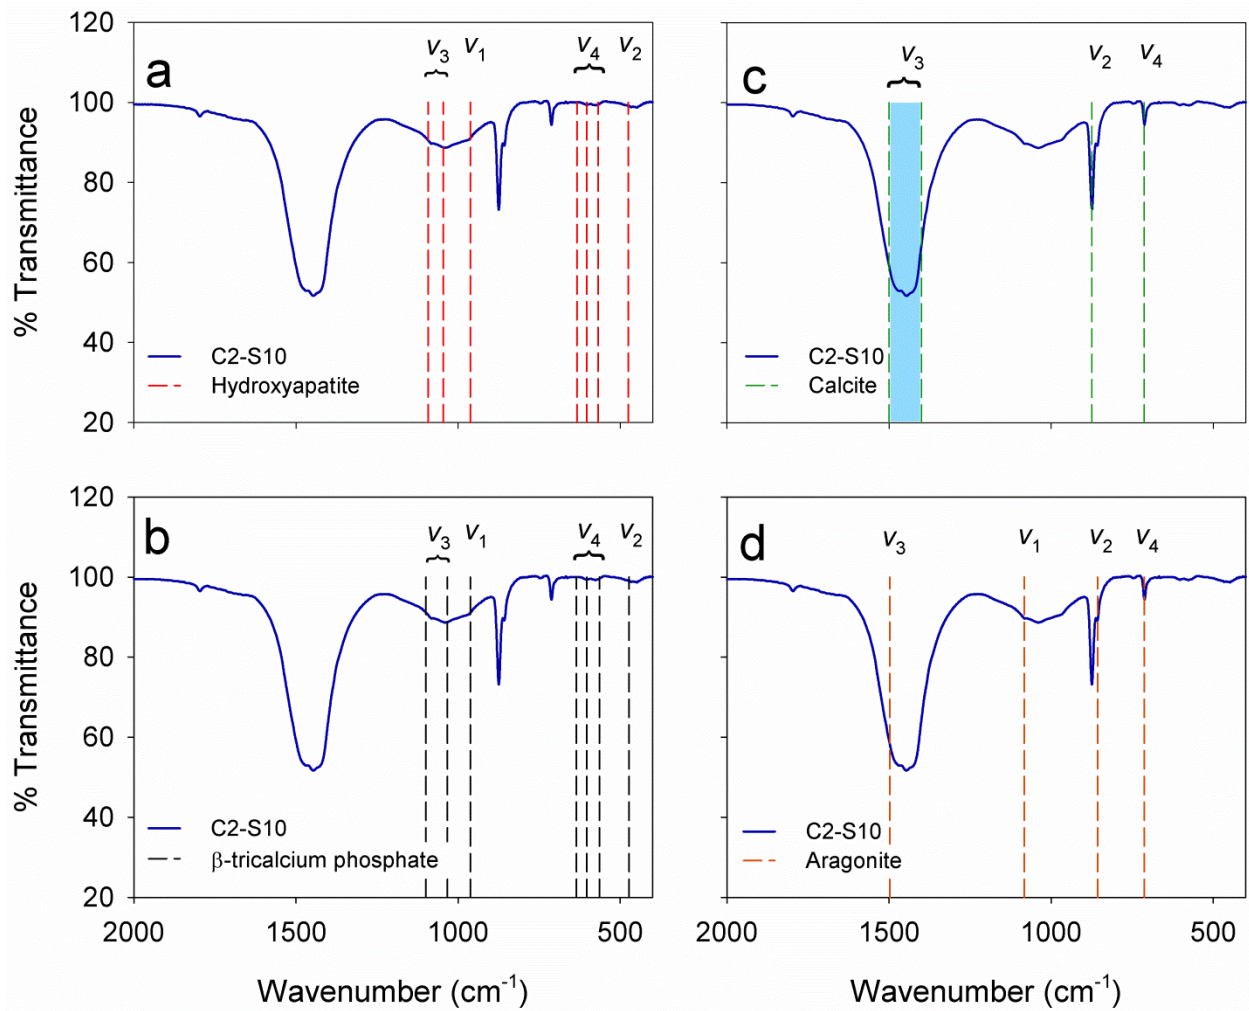 a
ν3 ν1 ν4 ν2
120
100
80
60
40
20
% Transmittance
C2-S10
Hydroxyapatite
c
ν3 ν2 ν4
C2-S10
Calcite
b
ν3 ν1 ν4 ν2
120
100
80
60
40
20
% Transmittance
C2-S10
β-tricalcium phosphate
2000 1500 1000 500
Wavenumber (cm-1)
d
ν3 ν1 ν2 ν4
C2-S10
Aragonite
2000 1500 1000 500
Wavenumber (cm-1)